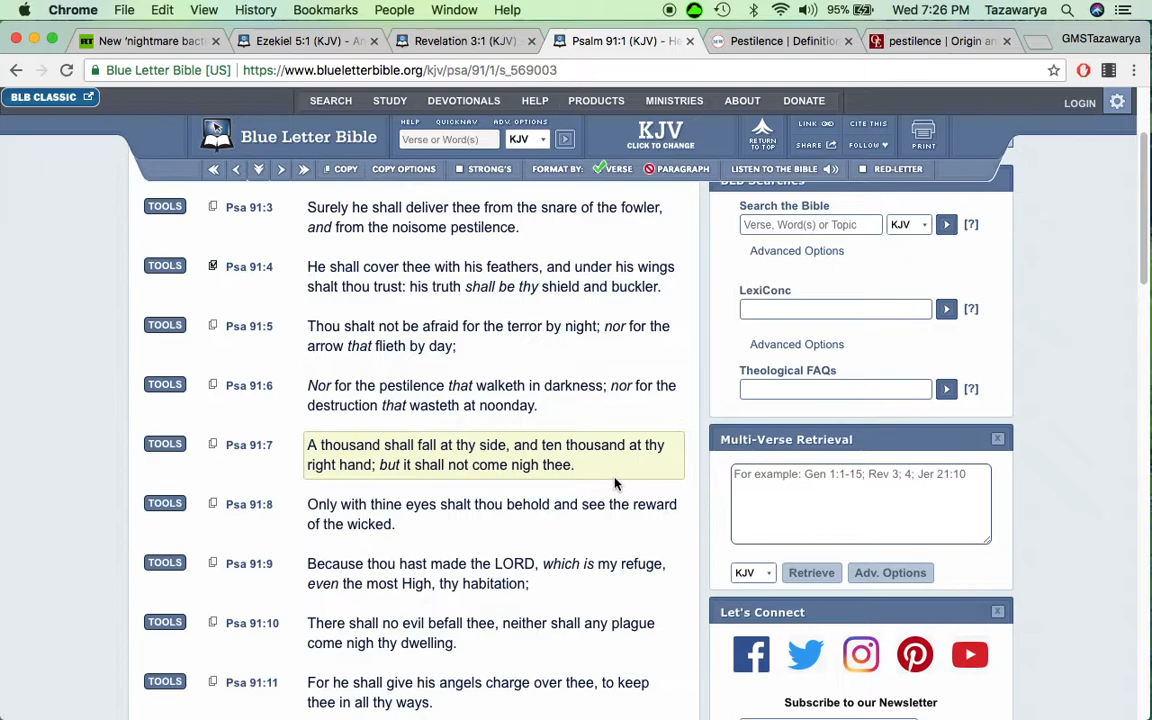 Chrome File Edit View History Bookmarks People Window Help 95% Wed 7:26 PM Tazawarya
New 'nightmare bact Ezekiel 5:1 (KJV) - An Revelation 3:1 (KJV) Psalm 91:1 (KJV) - He Pestilence | Definition pestilence | Origin an GMSTazawarya
Blue Letter Bible [US] https://www.blueletterbible.org/kjv/psa/91/1/s_569003
BLB CLASSIC
SEARCH STUDY DEVOTIONALS HELP PRODUCTS MINISTRIES ABOUT DONATE LOGIN
HELP QUICKNAV ADV. OPTIONS
Blue Letter Bible
Verse or Word(s) KJV
KJV
CLICK TO CHANGE
RETURN
TO TOP
LINK CITE THIS
SHARE FOLLOW
PRINT
COPY COPY OPTIONS STRONG'S FORMAT BY: VERSE PARAGRAPH LISTEN TO THE BIBLE RED-LETTER
TOOLS Psa 91:3 Surely he shall deliver thee from the snare of the fowler,
and from the noisome pestilence.
TOOLS Psa 91:4 He shall cover thee with his feathers, and under his wings
shalt thou trust: his truth shall be thy shield and buckler.
TOOLS Psa 91:5 Thou shalt not be afraid for the terror by night; nor for the
arrow that flieth by day;
TOOLS Psa 91:6 Nor for the pestilence that walketh in darkness; nor for the
destruction that wasteth at noonday.
TOOLS Psa 91:7 A thousand shall fall at thy side, and ten thousand at thy
right hand; but it shall not come nigh thee.
TOOLS Psa 91:8 Only with thine eyes shalt thou behold and see the reward
of the wicked.
TOOLS Psa 91:9 Because thou hast made the LORD, which is my refuge,
even the most High, thy habitation;
TOOLS Psa 91:10 There shall no evil befall thee, neither shall any plague
come nigh thy dwelling.
TOOLS Psa 91:11 For he shall give his angels charge over thee, to keep
thee in all thy ways.
BLB Searches
Search the Bible
Verse, Word(s) or Topic KJV [?]
Advanced Options
LexiConc
[?]
Advanced Options
Theological FAQs
[?]
Multi-Verse Retrieval x
For example: Gen 1:1-15; Rev 3; 4; Jer 21:10
KJV Retrieve Adv. Options
Let's Connect x
Subscribe to our Newsletter